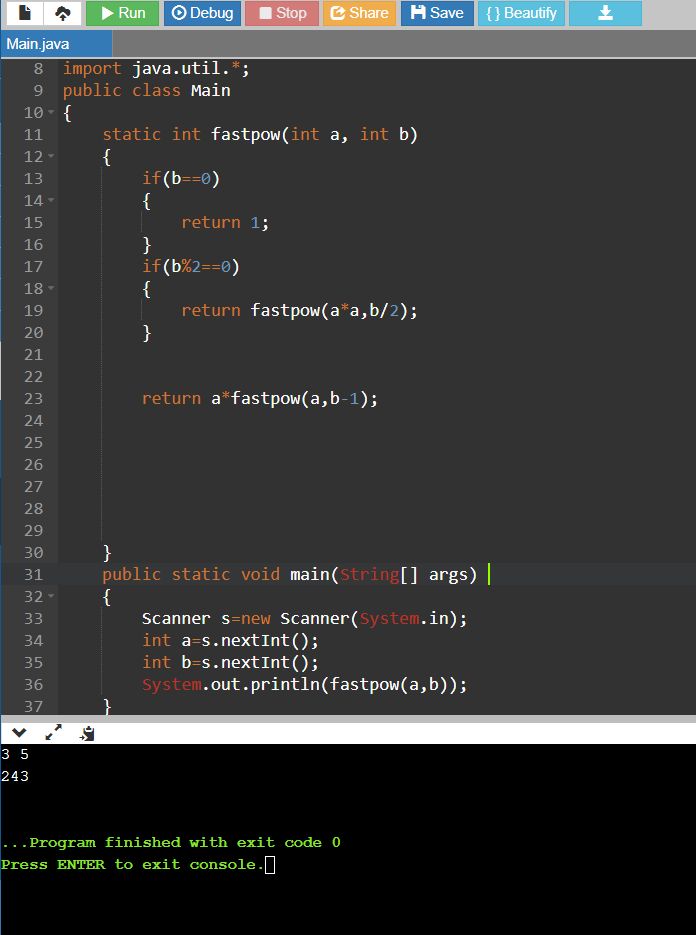 Run Debug Stop Share Save { } Beautify
Main.java
8 import java.util.*;
9 public class Main
10 {
11     static int fastpow(int a, int b)
12     {
13         if(b==0)
14         {
15             return 1;
16         }
17         if(b%2==0)
18         {
19             return fastpow(a*a,b/2);
20         }
21
22
23         return a*fastpow(a,b-1);
24
25
26
27
28
29
30     }
31     public static void main(String[] args)
32     {
33         Scanner s=new Scanner(System.in);
34         int a=s.nextInt();
35         int b=s.nextInt();
36         System.out.println(fastpow(a,b));
37     }
3 5
243
...Program finished with exit code 0
Press ENTER to exit console.